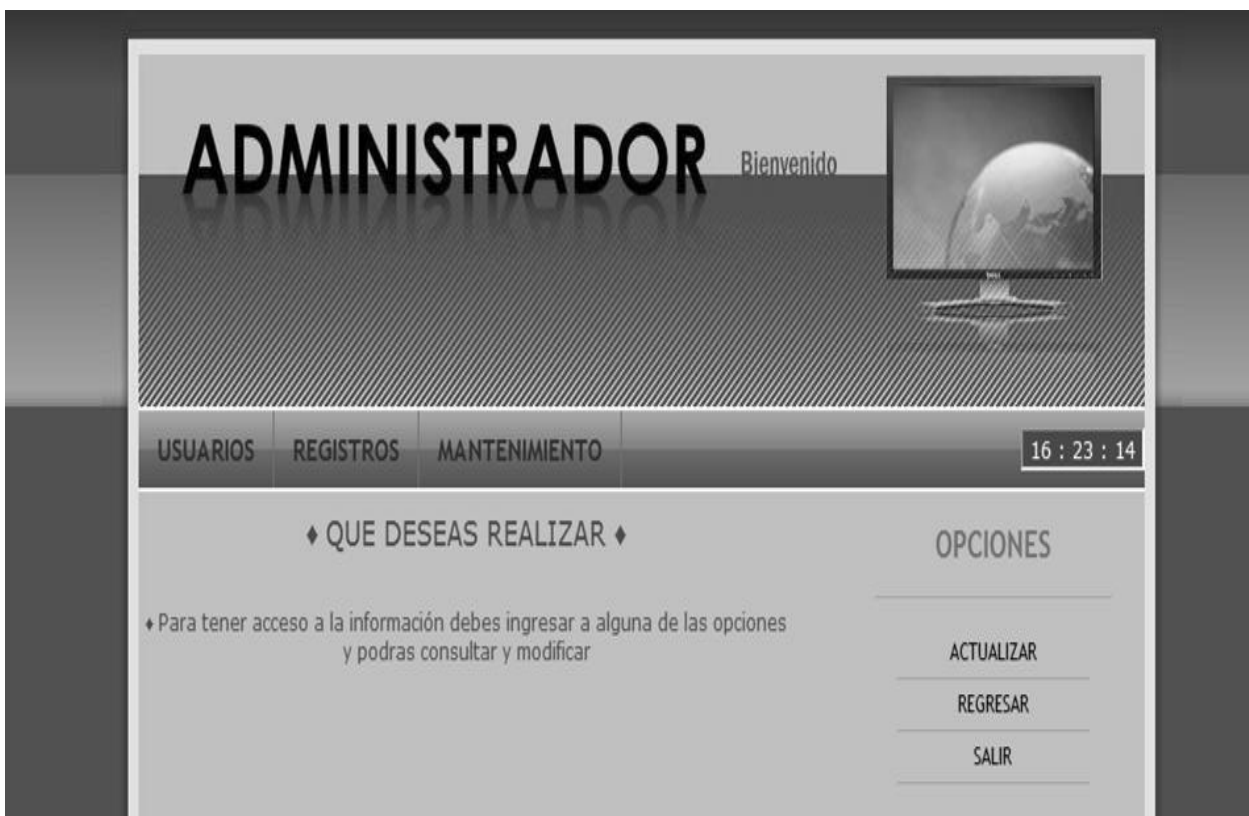 ADMINISTRADOR Bienvenido
DELL
USUARIOS REGISTROS MANTENIMIENTO 16 : 23 : 14
♦ QUE DESEAS REALIZAR ♦
♦ Para tener acceso a la información debes ingresar a alguna de las opciones
y podras consultar y modificar
OPCIONES
ACTUALIZAR
REGRESAR
SALIR